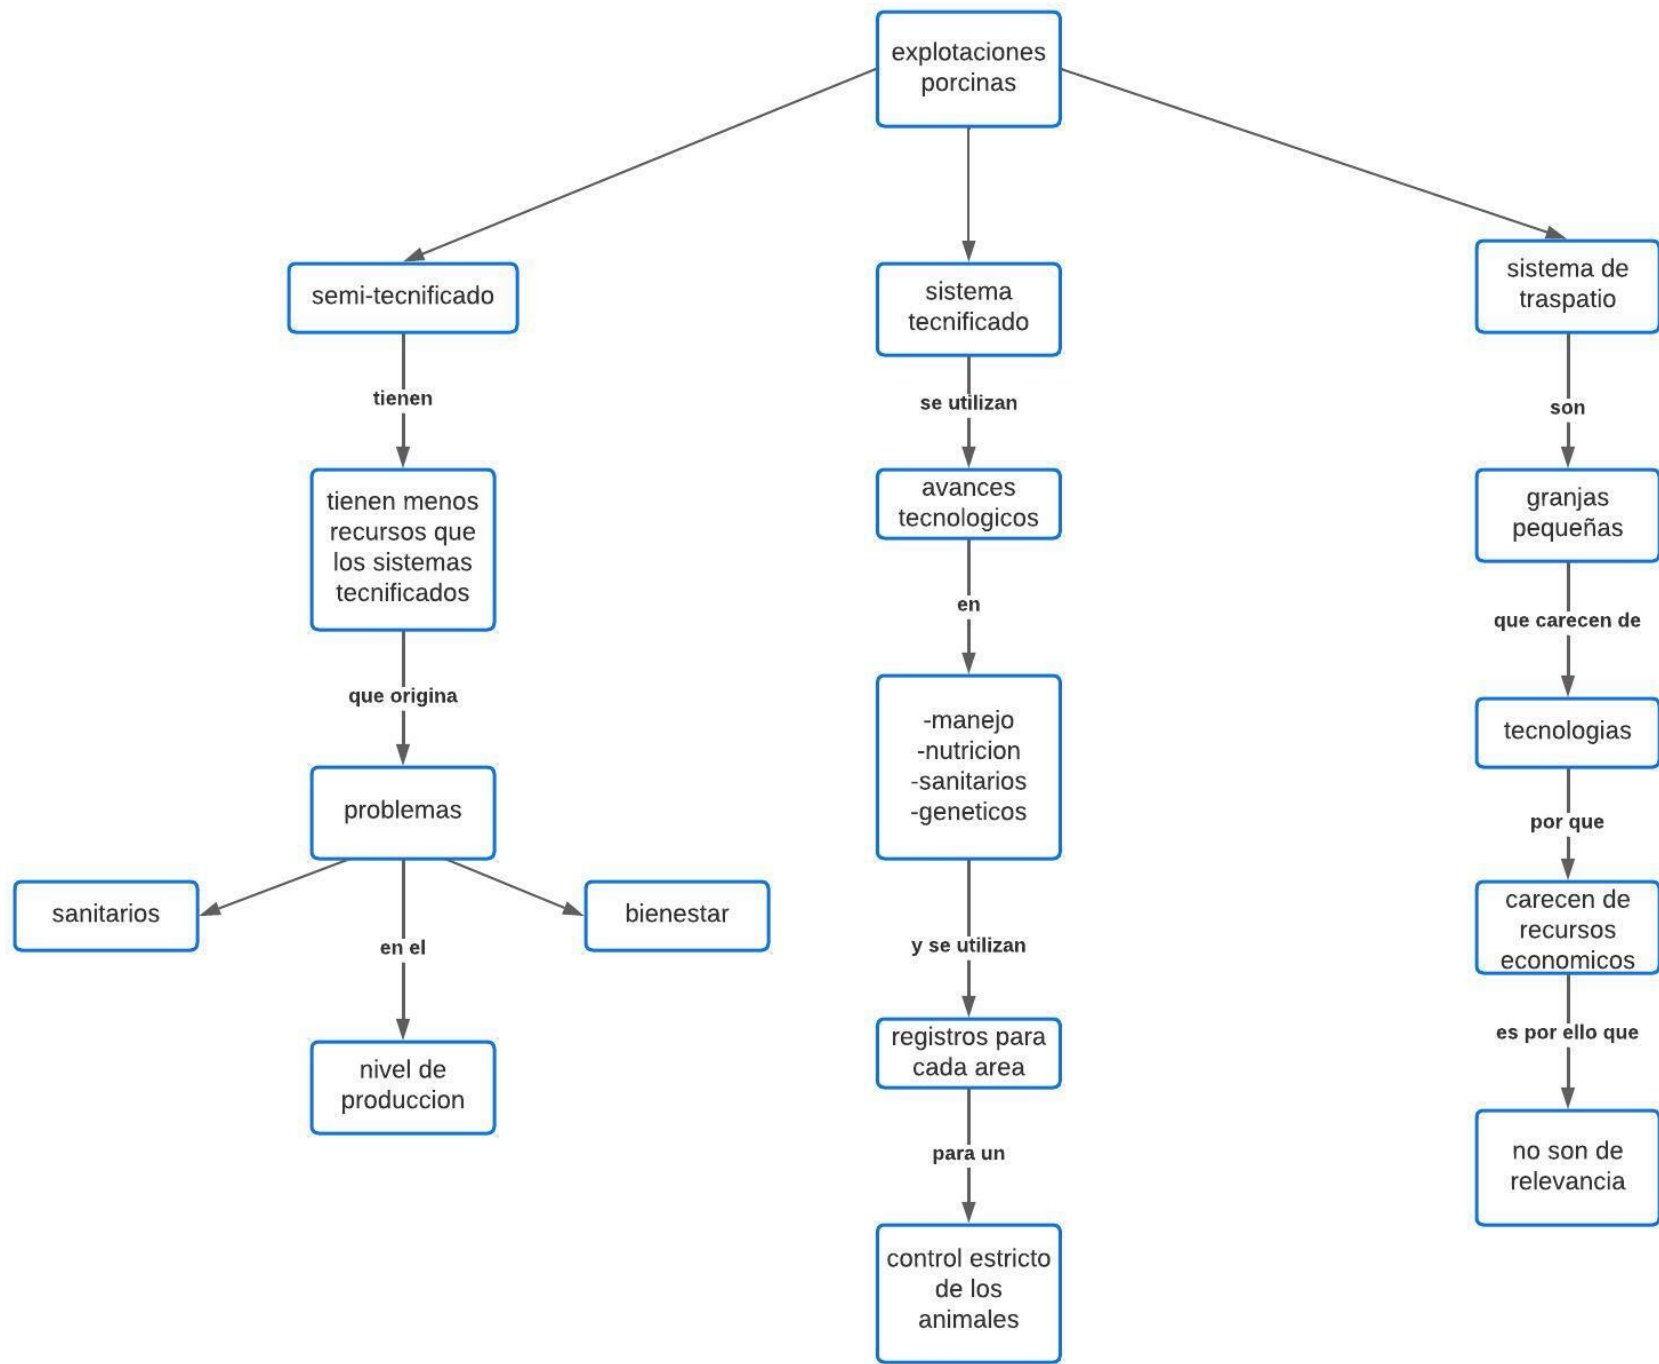 explotaciones
porcinas
semi-tecnificado
tienen
tienen menos
recursos que
los sistemas
tecnificados
que origina
problemas
sanitarios
en el
bienestar
nivel de
produccion
sistema
tecnificado
se utilizan
avances
tecnologicos
en
-manejo
-nutricion
-sanitarios
-geneticos
y se utilizan
registros para
cada area
para un
control estricto
de los
animales
sistema de
traspatio
son
granjas
pequeñas
que carecen de
tecnologias
por que
carecen de
recursos
economicos
es por ello que
no son de
relevancia